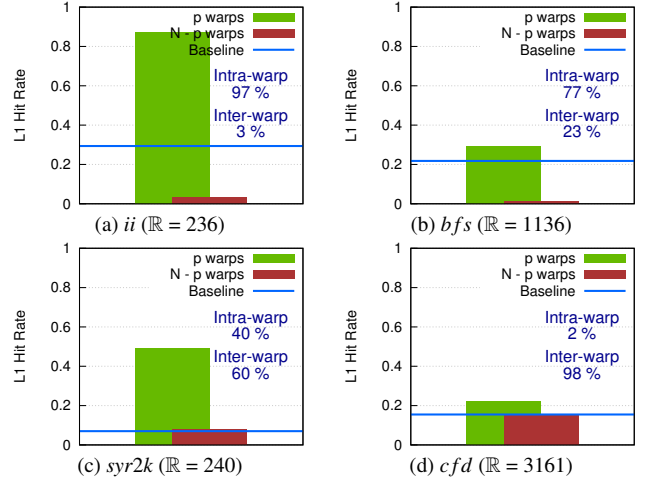 1
0.8
0.6
0.4
0.2
0
L1 Hit Rate
p warps
N - p warps
Baseline
Intra-warp
97 %
Inter-warp
3 %
(a) ii (ℝ = 236)
1
0.8
0.6
0.4
0.2
0
L1 Hit Rate
p warps
N - p warps
Baseline
Intra-warp
77 %
Inter-warp
23 %
(b) bfs (ℝ = 1136)
1
0.8
0.6
0.4
0.2
0
L1 Hit Rate
p warps
N - p warps
Baseline
Intra-warp
40 %
Inter-warp
60 %
(c) syr2k (ℝ = 240)
1
0.8
0.6
0.4
0.2
0
L1 Hit Rate
p warps
N - p warps
Baseline
Intra-warp
2 %
Inter-warp
98 %
(d) cfd (ℝ = 3161)